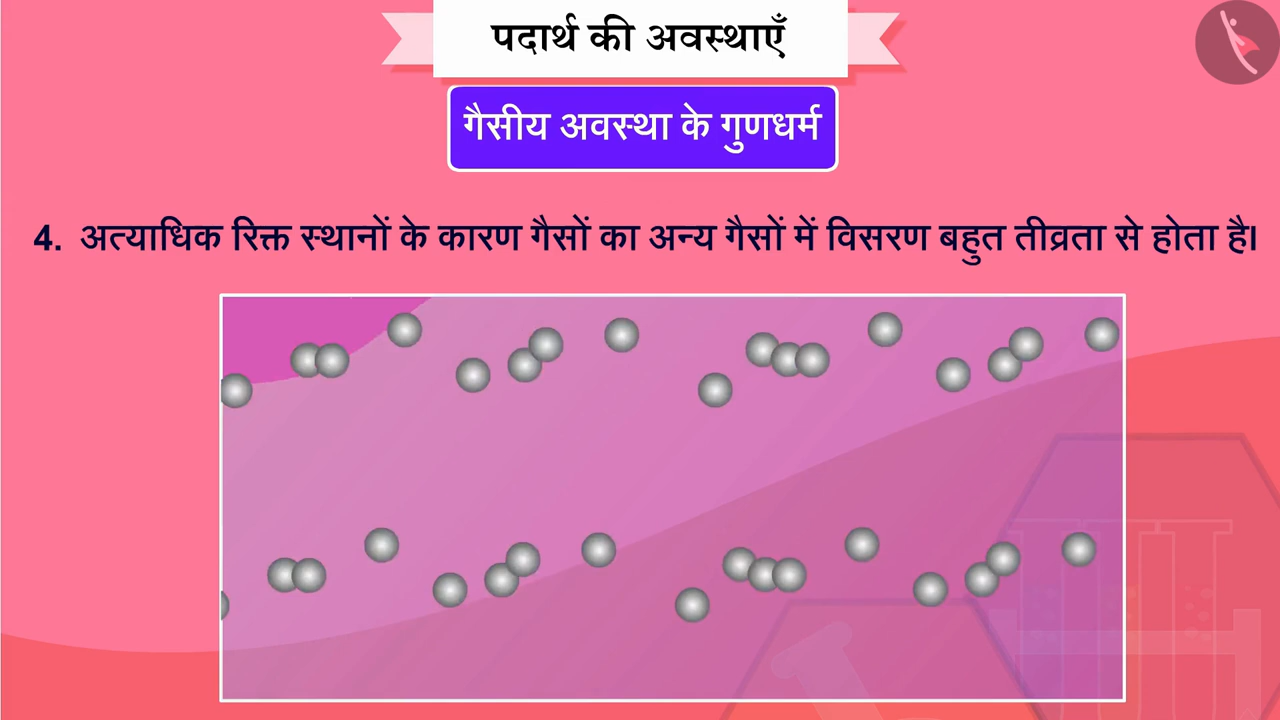 पदार्थ की अवस्थाएँ
गैसीय अवस्था के गुणधर्म
4. अत्याधिक रिक्त स्थानों के कारण गैसों का अन्य गैसों में विसरण बहुत तीव्रता से होता है।